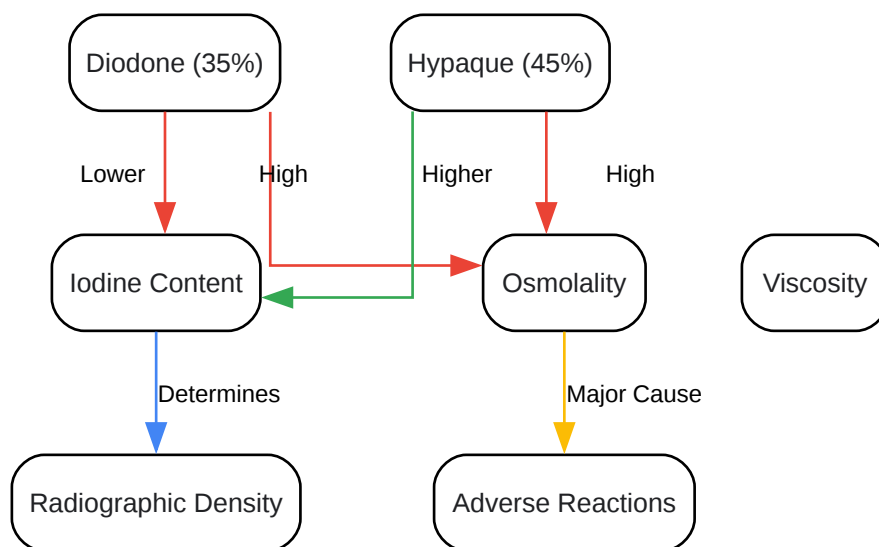 Diodone (35%)
Hypaque (45%)
Lower
High
Higher
High
Iodine Content
Osmolality
Viscosity
Determines
Major Cause
Radiographic Density
Adverse Reactions